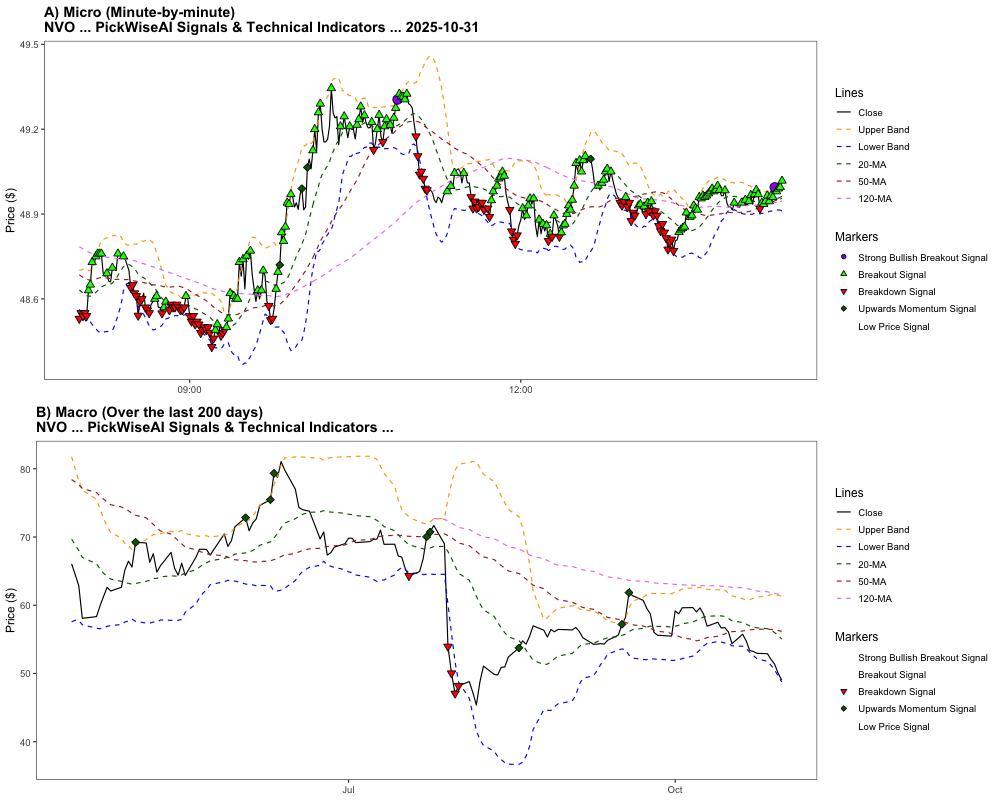 A) Micro (Minute-by-minute)
NVO ... PickWiseAI Signals & Technical Indicators ... 2025-10-31
Price ($)
49.5
49.2
48.9
48.6
09:00
12:00
Lines
Close
Upper Band
Lower Band
20-MA
50-MA
120-MA
Markers
Strong Bullish Breakout Signal
Breakout Signal
Breakdown Signal
Upwards Momentum Signal
Low Price Signal
B) Macro (Over the last 200 days)
NVO ... PickWiseAI Signals & Technical Indicators ...
Price ($)
80
70
60
50
40
Jul
Oct
Lines
Close
Upper Band
Lower Band
20-MA
50-MA
120-MA
Markers
Strong Bullish Breakout Signal
Breakout Signal
Breakdown Signal
Upwards Momentum Signal
Low Price Signal